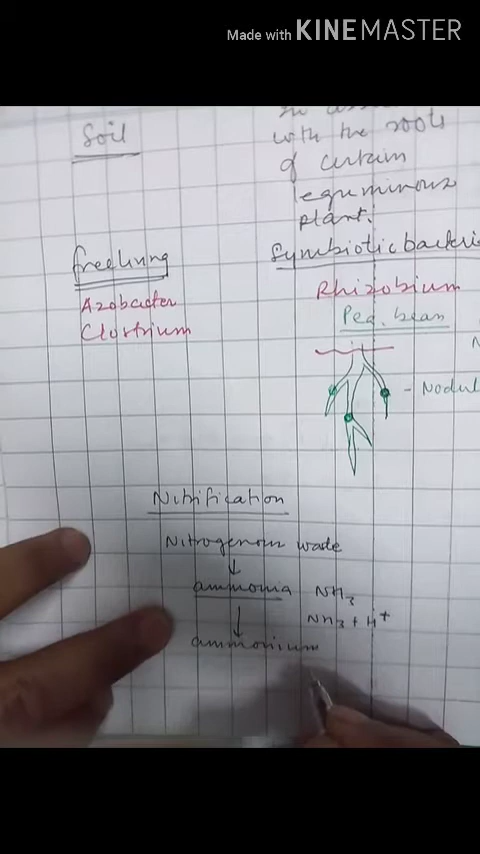 Made with KINEMASTER
Soil
with the roots
of certain
leguminous
plant.
freeliving
Azobacter
Clostrium
Symbiotic bacteri
Rhizobium
Pea, bean
N
- Nodul
Nitrification
Nitrogenous waste
↓
ammonia NH3
↓ NH3 + H+
ammonium